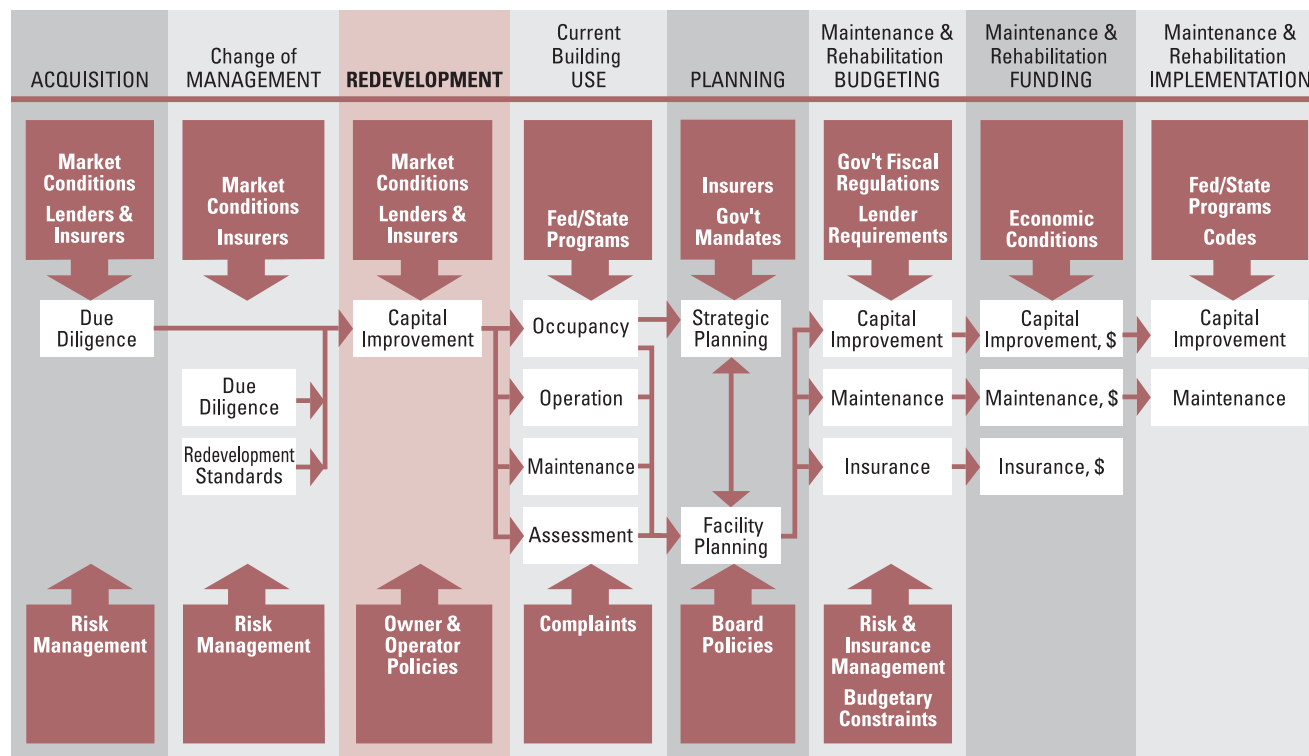 ACQUISITION
Change of
MANAGEMENT
REDEVELOPMENT
Current
Building
USE
PLANNING
Maintenance &
Rehabilitation
BUDGETING
Maintenance &
Rehabilitation
FUNDING
Maintenance &
Rehabilitation
IMPLEMENTATION
Market
Conditions
Lenders &
Insurers
Market
Conditions
Insurers
Market
Conditions
Lenders &
Insurers
Fed/State
Programs
Insurers
Gov't
Mandates
Gov't Fiscal
Regulations
Lender
Requirements
Economic
Conditions
Fed/State
Programs
Codes
Due
Diligence
Capital
Improvement
Occupancy
Strategic
Planning
Capital
Improvement
Capital
Improvement, $
Capital
Improvement
Due
Diligence
Operation
Maintenance
Maintenance, $
Maintenance
Redevelopment
Standards
Maintenance
Insurance
Insurance, $
Assessment
Facility
Planning
Risk
Management
Risk
Management
Owner &
Operator
Policies
Complaints
Board
Policies
Risk &
Insurance
Management
Budgetary
Constraints